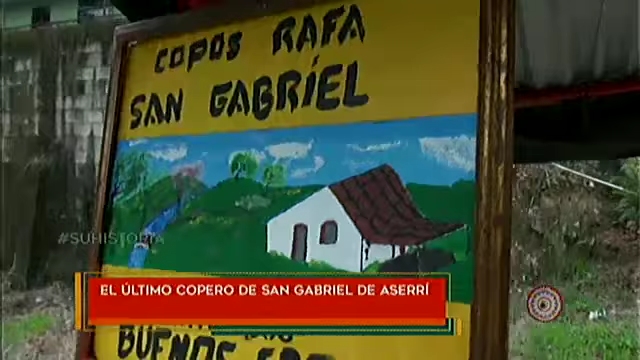 COPOS RAFA
SAN GABRIEL
#SUHISTORIA
EL ÚLTIMO COPERO DE SAN GABRIEL DE ASERRÍ
BUENOS